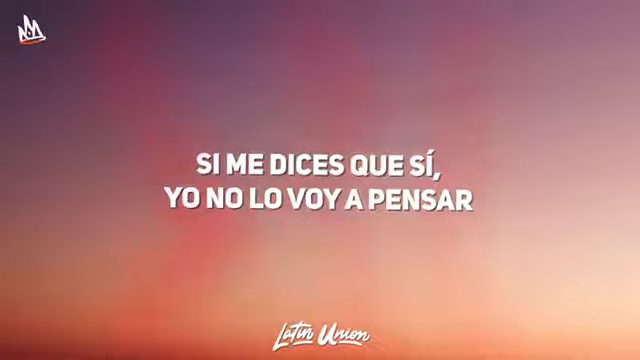 SI ME DICES QUE SÍ,
YO NO LO VOY A PENSAR
Latin Union